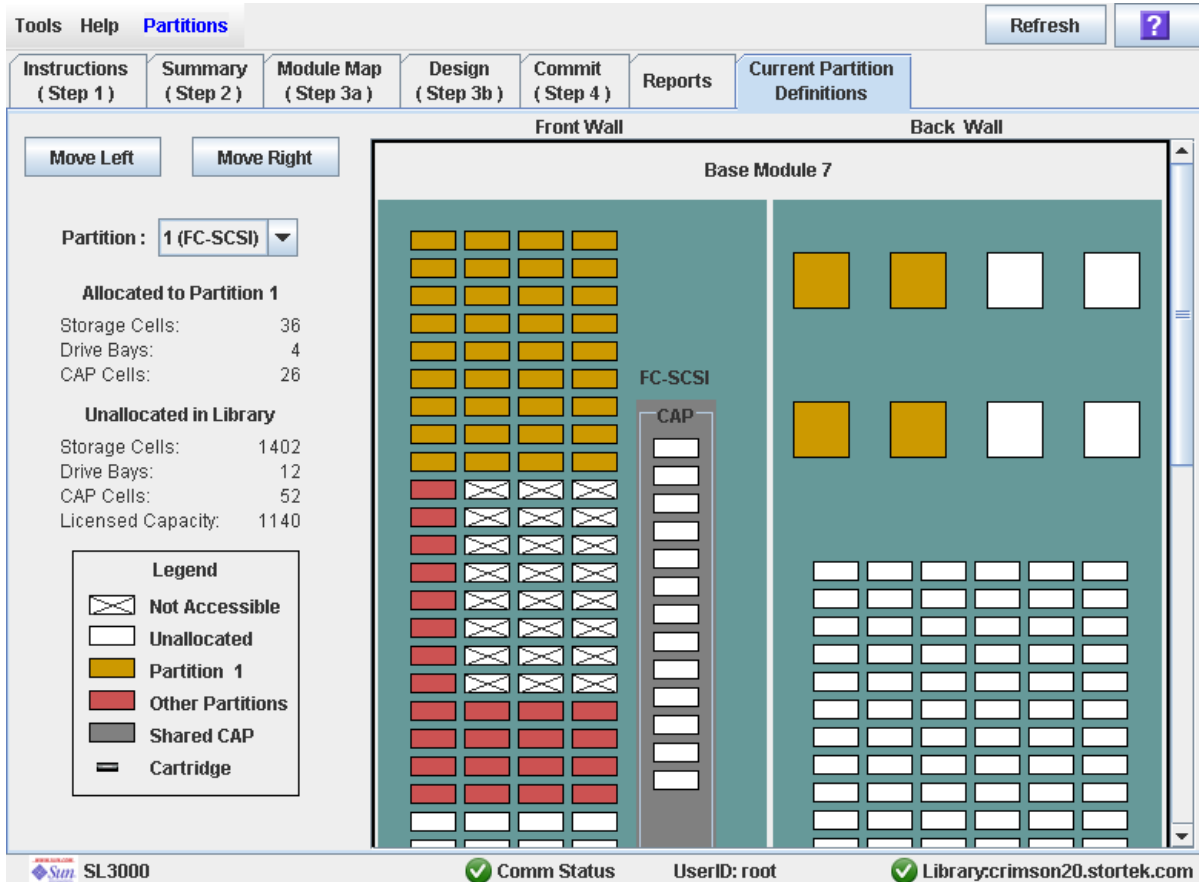 Tools Help Partitions
Refresh
?
Instructions
( Step 1 )
Summary
( Step 2 )
Module Map
( Step 3a )
Design
( Step 3b )
Commit
( Step 4 )
Reports
Current Partition
Definitions
Move Left
Move Right
Front Wall
Back Wall
Base Module 7
Partition :
1 (FC-SCSI)
Allocated to Partition 1
Storage Cells: 36
Drive Bays: 4
CAP Cells: 26
Unallocated in Library
Storage Cells: 1402
Drive Bays: 12
CAP Cells: 52
Licensed Capacity: 1140
Legend
Not Accessible
Unallocated
Partition 1
Other Partitions
Shared CAP
Cartridge
FC-SCSI
CAP
Sun
SL3000
Comm Status
UserID: root
Library:crimson20.stortek.com